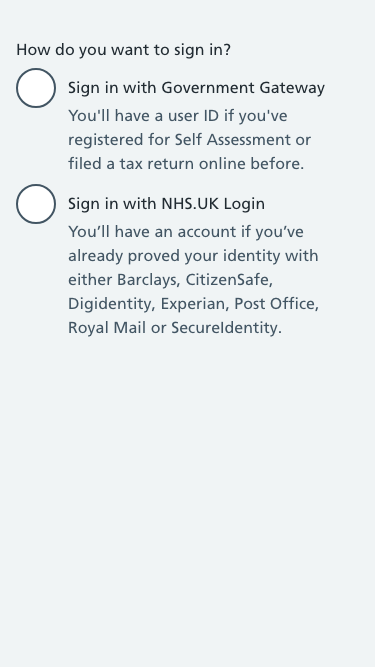 How do you want to sign in?
Sign in with Government Gateway
You'll have a user ID if you've
registered for Self Assessment or
filed a tax return online before.
Sign in with NHS.UK Login
You’ll have an account if you’ve
already proved your identity with
either Barclays, CitizenSafe,
Digidentity, Experian, Post Office,
Royal Mail or SecureIdentity.